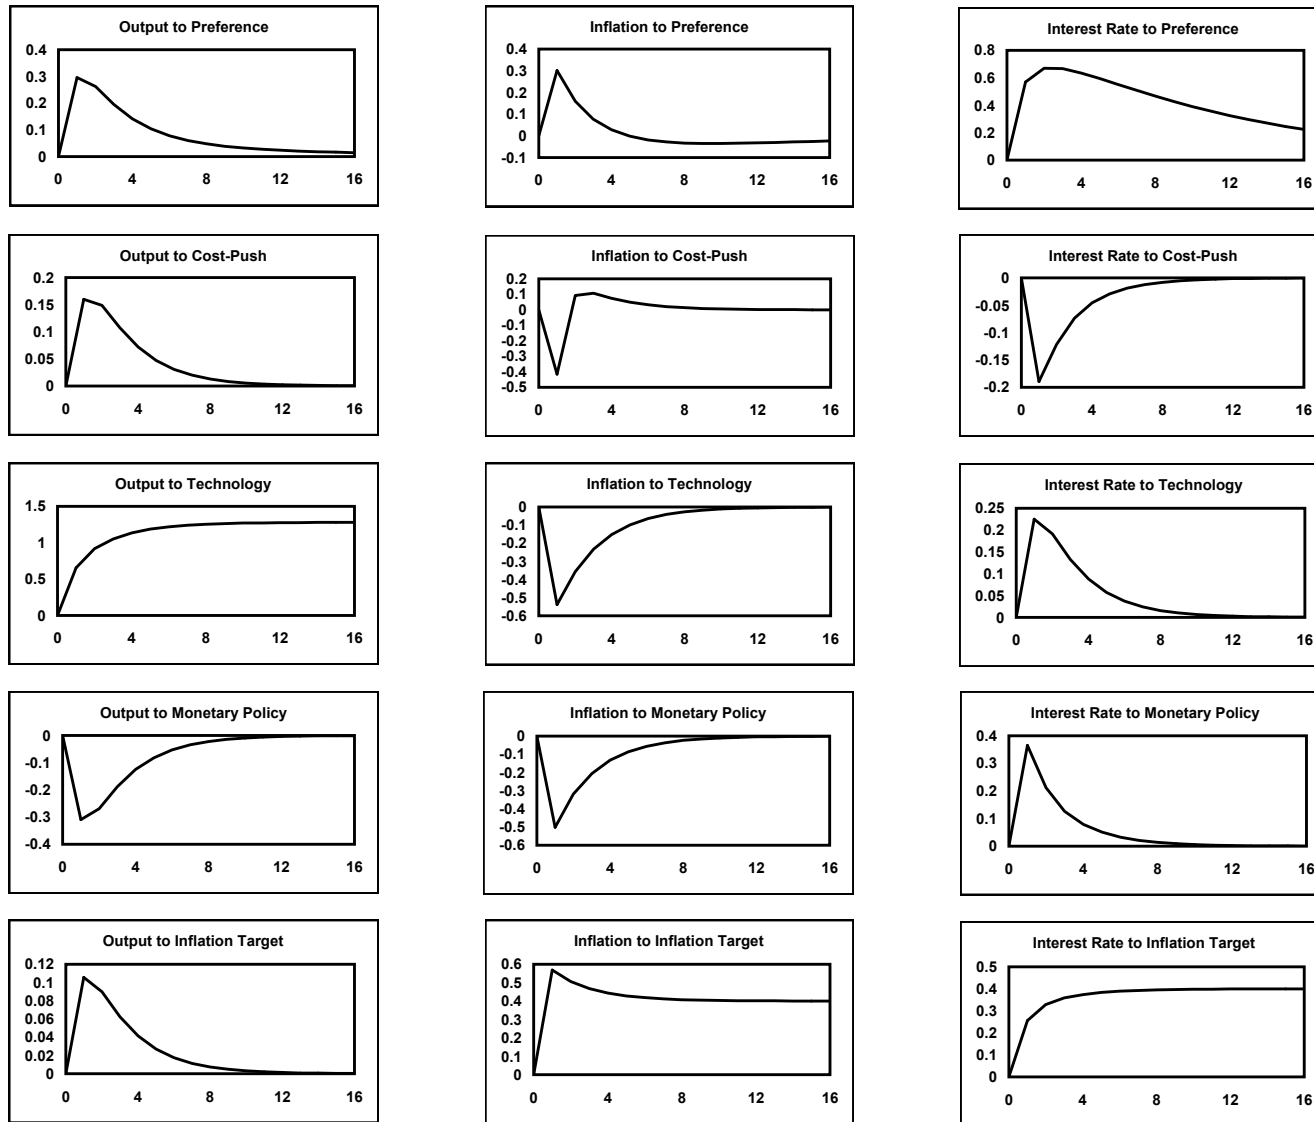 Output to Preference
0.4
0.3
0.2
0.1
0
0 4 8 12 16
Inflation to Preference
0.4
0.3
0.2
0.1
0
-0.1
0 4 8 12 16
Interest Rate to Preference
0.8
0.6
0.4
0.2
0
0 4 8 12 16
Output to Cost-Push
0.2
0.15
0.1
0.05
0
0 4 8 12 16
Inflation to Cost-Push
0.2
0.1
0
-0.1
-0.2
-0.3
-0.4
-0.5
0 4 8 12 16
Interest Rate to Cost-Push
0
-0.05
-0.1
-0.15
-0.2
0 4 8 12 16
Output to Technology
1.5
1
0.5
0
0 4 8 12 16
Inflation to Technology
0
-0.1
-0.2
-0.3
-0.4
-0.5
-0.6
0 4 8 12 16
Interest Rate to Technology
0.25
0.2
0.15
0.1
0.05
0
0 4 8 12 16
Output to Monetary Policy
0
-0.1
-0.2
-0.3
-0.4
0 4 8 12 16
Inflation to Monetary Policy
0
-0.1
-0.2
-0.3
-0.4
-0.5
-0.6
0 4 8 12 16
Interest Rate to Monetary Policy
0.4
0.3
0.2
0.1
0
0 4 8 12 16
Output to Inflation Target
0.12
0.1
0.08
0.06
0.04
0.02
0
0 4 8 12 16
Inflation to Inflation Target
0.6
0.5
0.4
0.3
0.2
0.1
0
0 4 8 12 16
Interest Rate to Inflation Target
0.5
0.4
0.3
0.2
0.1
0
0 4 8 12 16